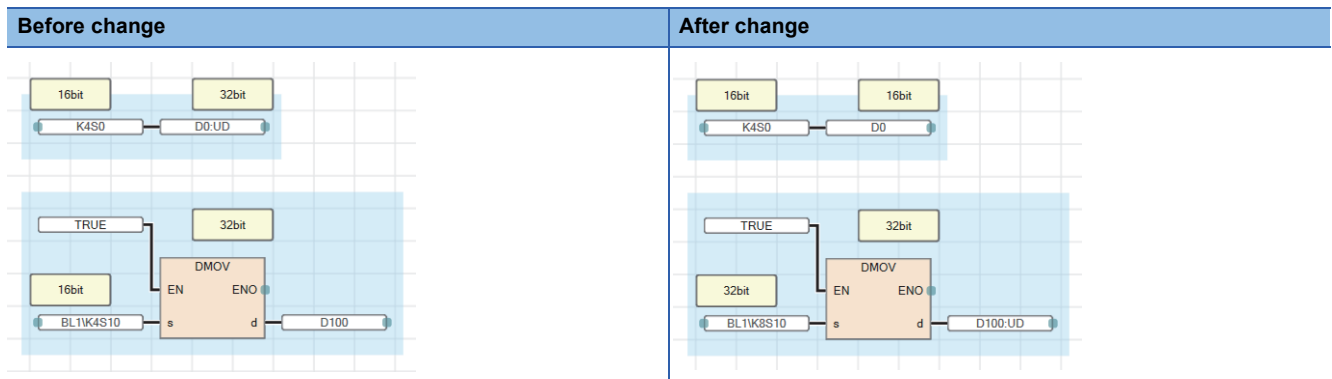 Before change
After change
16bit
32bit
K4S0
D0:UD
TRUE
32bit
DMOV
16bit
EN
ENO
BL1\K4S10
s
d
D100
16bit
16bit
K4S0
D0
TRUE
32bit
DMOV
32bit
EN
ENO
BL1\K8S10
s
d
D100:UD